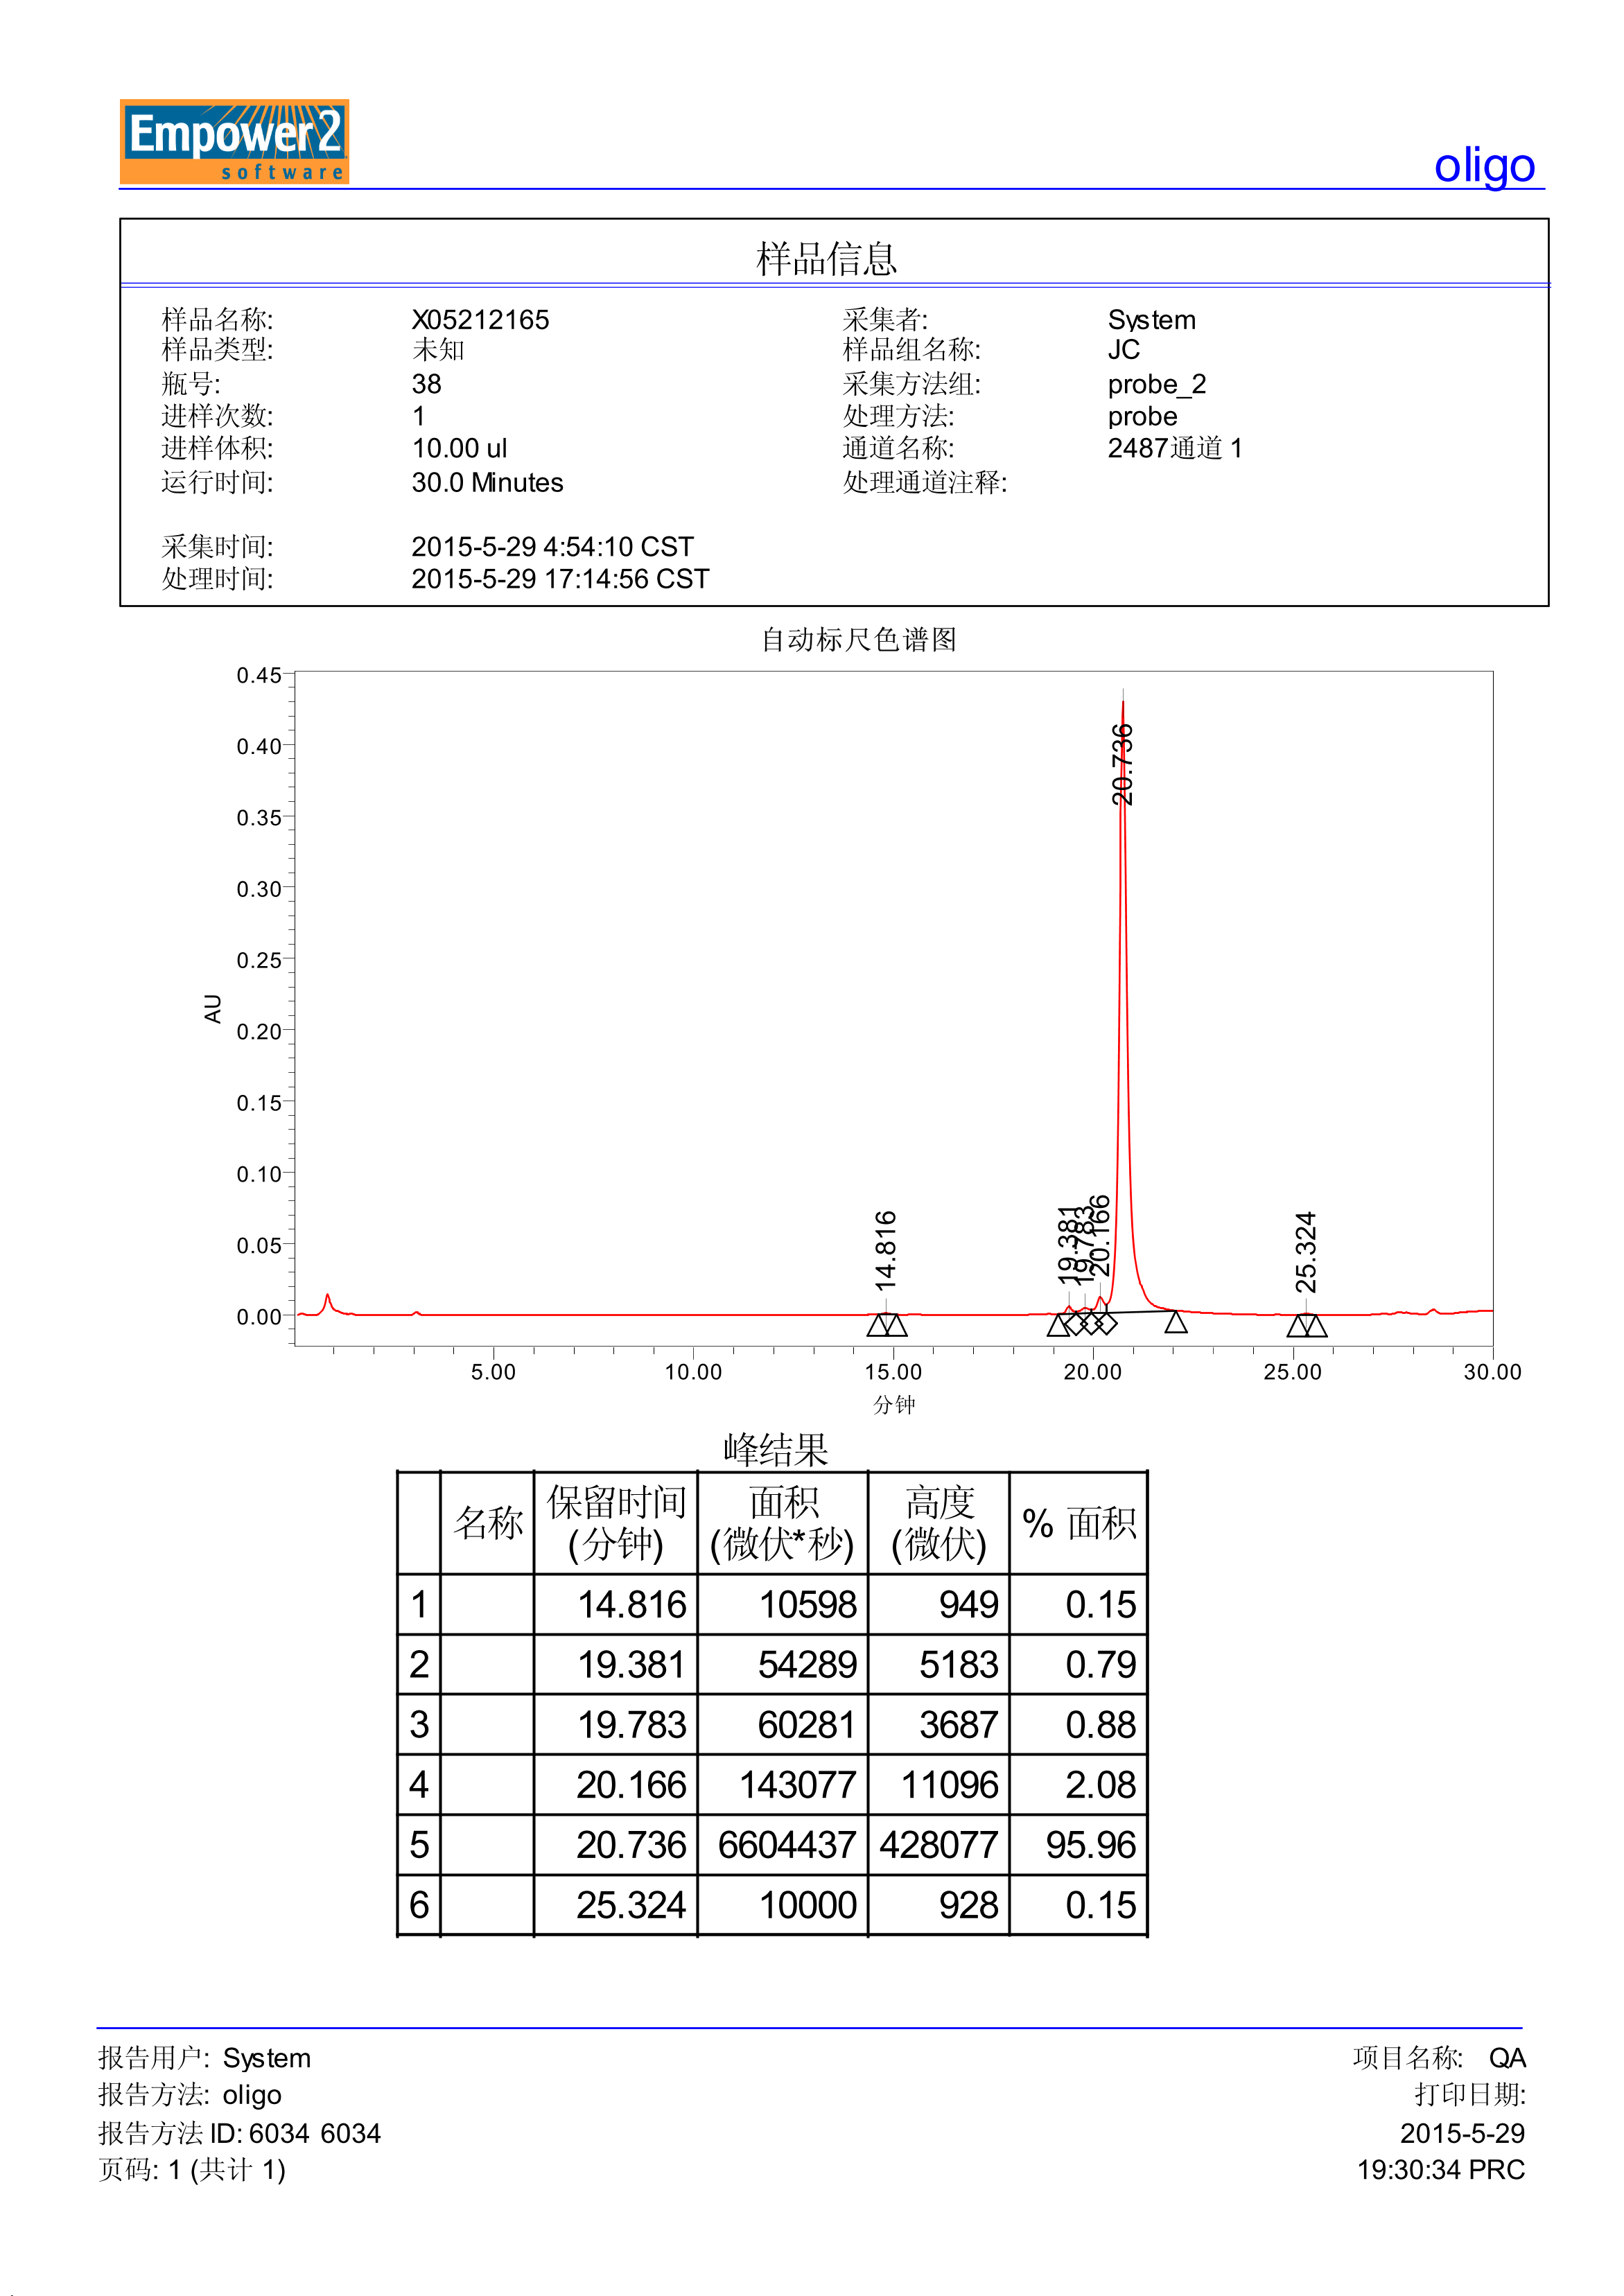 Empower2
software
oligo
样品信息
样品名称: X05212165 采集者: System
样品类型: 未知 样品组名称: JC
瓶号: 38 采集方法组: probe_2
进样次数: 1 处理方法: probe
进样体积: 10.00 ul 通道名称: 2487通道 1
运行时间: 30.0 Minutes 处理通道注释:
采集时间: 2015-5-29 4:54:10 CST
处理时间: 2015-5-29 17:14:56 CST
自动标尺色谱图
AU
0.45
0.40
0.35
0.30
0.25
0.20
0.15
0.10
0.05
0.00
14.816
19.381
19.783
20.166
20.736
25.324
5.00 10.00 15.00 20.00 25.00 30.00
分钟
峰结果
名称 保留时间 (分钟) 面积 (微伏*秒) 高度 (微伏) % 面积
1 14.816 10598 949 0.15
2 19.381 54289 5183 0.79
3 19.783 60281 3687 0.88
4 20.166 143077 11096 2.08
5 20.736 6604437 428077 95.96
6 25.324 10000 928 0.15
报告用户: System 项目名称: QA
报告方法: oligo 打印日期:
报告方法 ID: 6034 6034 2015-5-29
页码: 1 (共计 1) 19:30:34 PRC